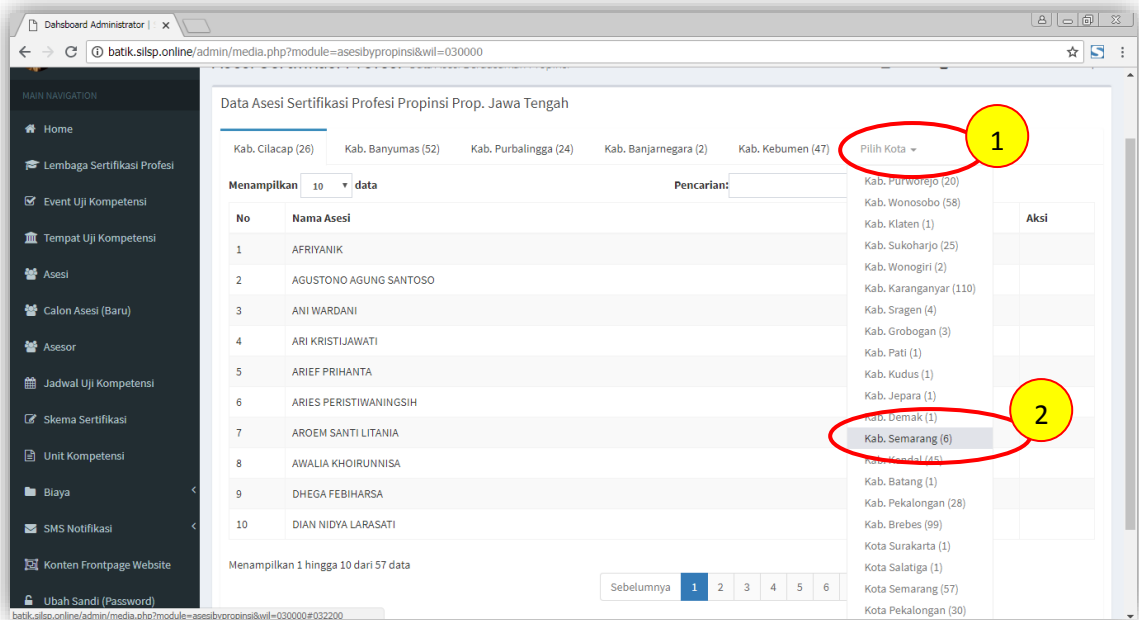 Dahsboard Administrator |
batik.silsp.online/admin/media.php?module=asesibypropinsi&wil=030000
MAIN NAVIGATION
Home
Lembaga Sertifikasi Profesi
Event Uji Kompetensi
Tempat Uji Kompetensi
Asesi
Calon Asesi (Baru)
Asesor
Jadwal Uji Kompetensi
Skema Sertifikasi
Unit Kompetensi
Biaya
SMS Notifikasi
Konten Frontpage Website
Ubah Sandi (Password)
Data Asesi Sertifikasi Profesi Propinsi Prop. Jawa Tengah
Kab. Cilacap (26) Kab. Banyumas (52) Kab. Purbalingga (24) Kab. Banjarnegara (2) Kab. Kebumen (47) Pilih Kota
1
Menampilkan 10 data Pencarian:
No Nama Asesi Aksi
1 AFRIYANIK
2 AGUSTONO AGUNG SANTOSO
3 ANI WARDANI
4 ARI KRISTIJAWATI
5 ARIEF PRIHANTA
6 ARIES PERISTIWANINGSIH
7 AROEM SANTI LITANIA
8 AWALIA KHOIRUNNISA
9 DHEGA FEBIHARSA
10 DIAN NIDYA LARASATI
Kab. Purworejo (20)
Kab. Wonosobo (58)
Kab. Klaten (1)
Kab. Sukoharjo (25)
Kab. Wonogiri (2)
Kab. Karanganyar (110)
Kab. Sragen (4)
Kab. Grobogan (3)
Kab. Pati (1)
Kab. Kudus (1)
Kab. Jepara (1)
Kab. Demak (1)
Kab. Semarang (6)
2
Kab. Kendal (45)
Kab. Batang (1)
Kab. Pekalongan (28)
Kab. Brebes (99)
Kota Surakarta (1)
Kota Salatiga (1)
Kota Semarang (57)
Kota Pekalongan (30)
Menampilkan 1 hingga 10 dari 57 data
Sebelumnya 1 2 3 4 5 6
batik.silsp.online/admin/media.php?module=asesibypropinsi&wil=030000#032200